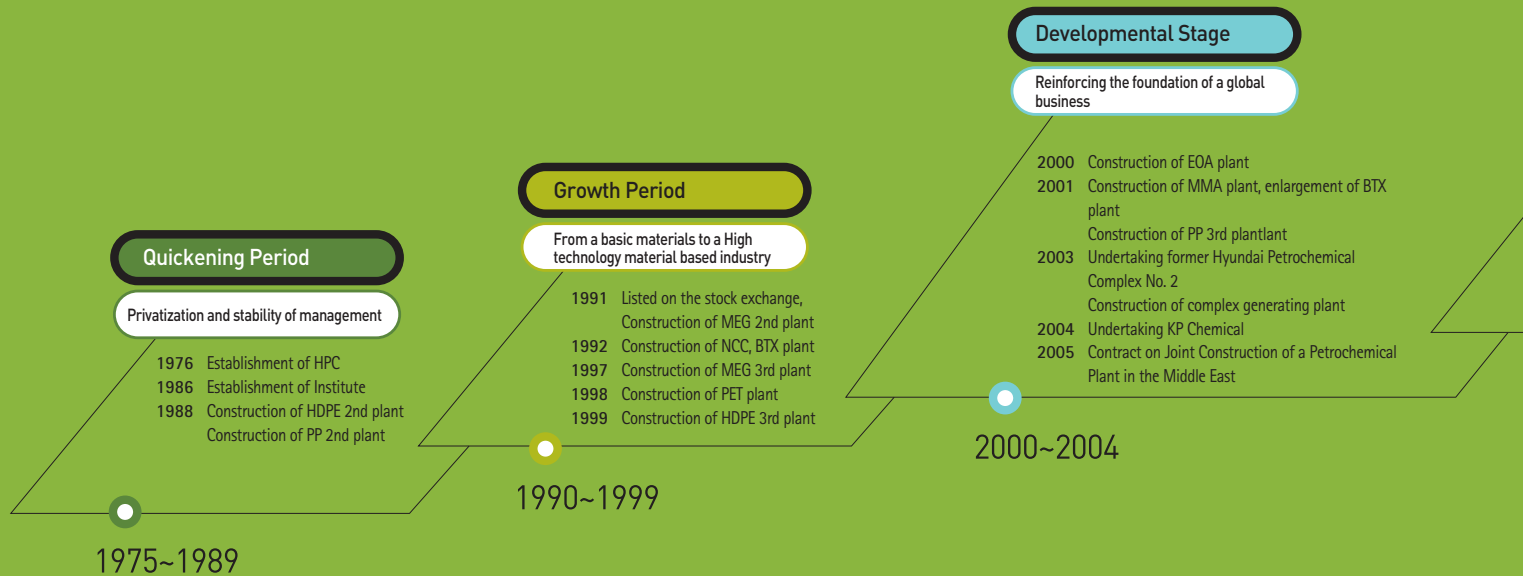 Quickening Period
Privatization and stability of management
1976 Establishment of HPC
1986 Establishment of Institute
1988 Construction of HDPE 2nd plant
Construction of PP 2nd plant
1975~1989
Growth Period
From a basic materials to a High
technology material based industry
1991 Listed on the stock exchange,
Construction of MEG 2nd plant
1992 Construction of NCC, BTX plant
1997 Construction of MEG 3rd plant
1998 Construction of PET plant
1999 Construction of HDPE 3rd plant
1990~1999
Developmental Stage
Reinforcing the foundation of a global
business
2000 Construction of EOA plant
2001 Construction of MMA plant, enlargement of BTX
plant
Construction of PP 3rd plantlant
2003 Undertaking former Hyundai Petrochemical
Complex No. 2
Construction of complex generating plant
2004 Undertaking KP Chemical
2005 Contract on Joint Construction of a Petrochemical
Plant in the Middle East
2000~2004